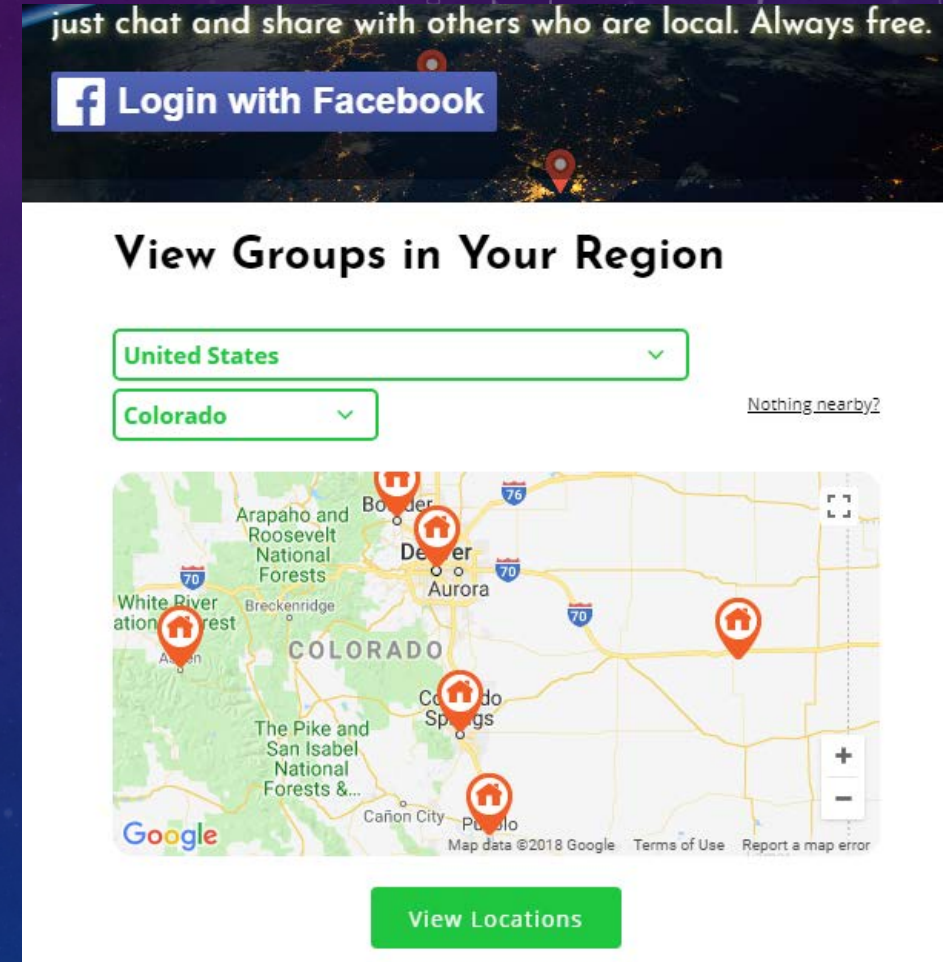 just chat and share with others who are local. Always free.
f Login with Facebook
View Groups in Your Region
United States
Colorado
Nothing nearby?
76
Arapaho and
Roosevelt
National
Forests
70
Aurora
70
White River
Breckenridge
70
COLORADO
The Pike and
San Isabel
National
Forests &...
Cañon City
+
−
Google
Map data ©2018 Google Terms of Use Report a map error
View Locations